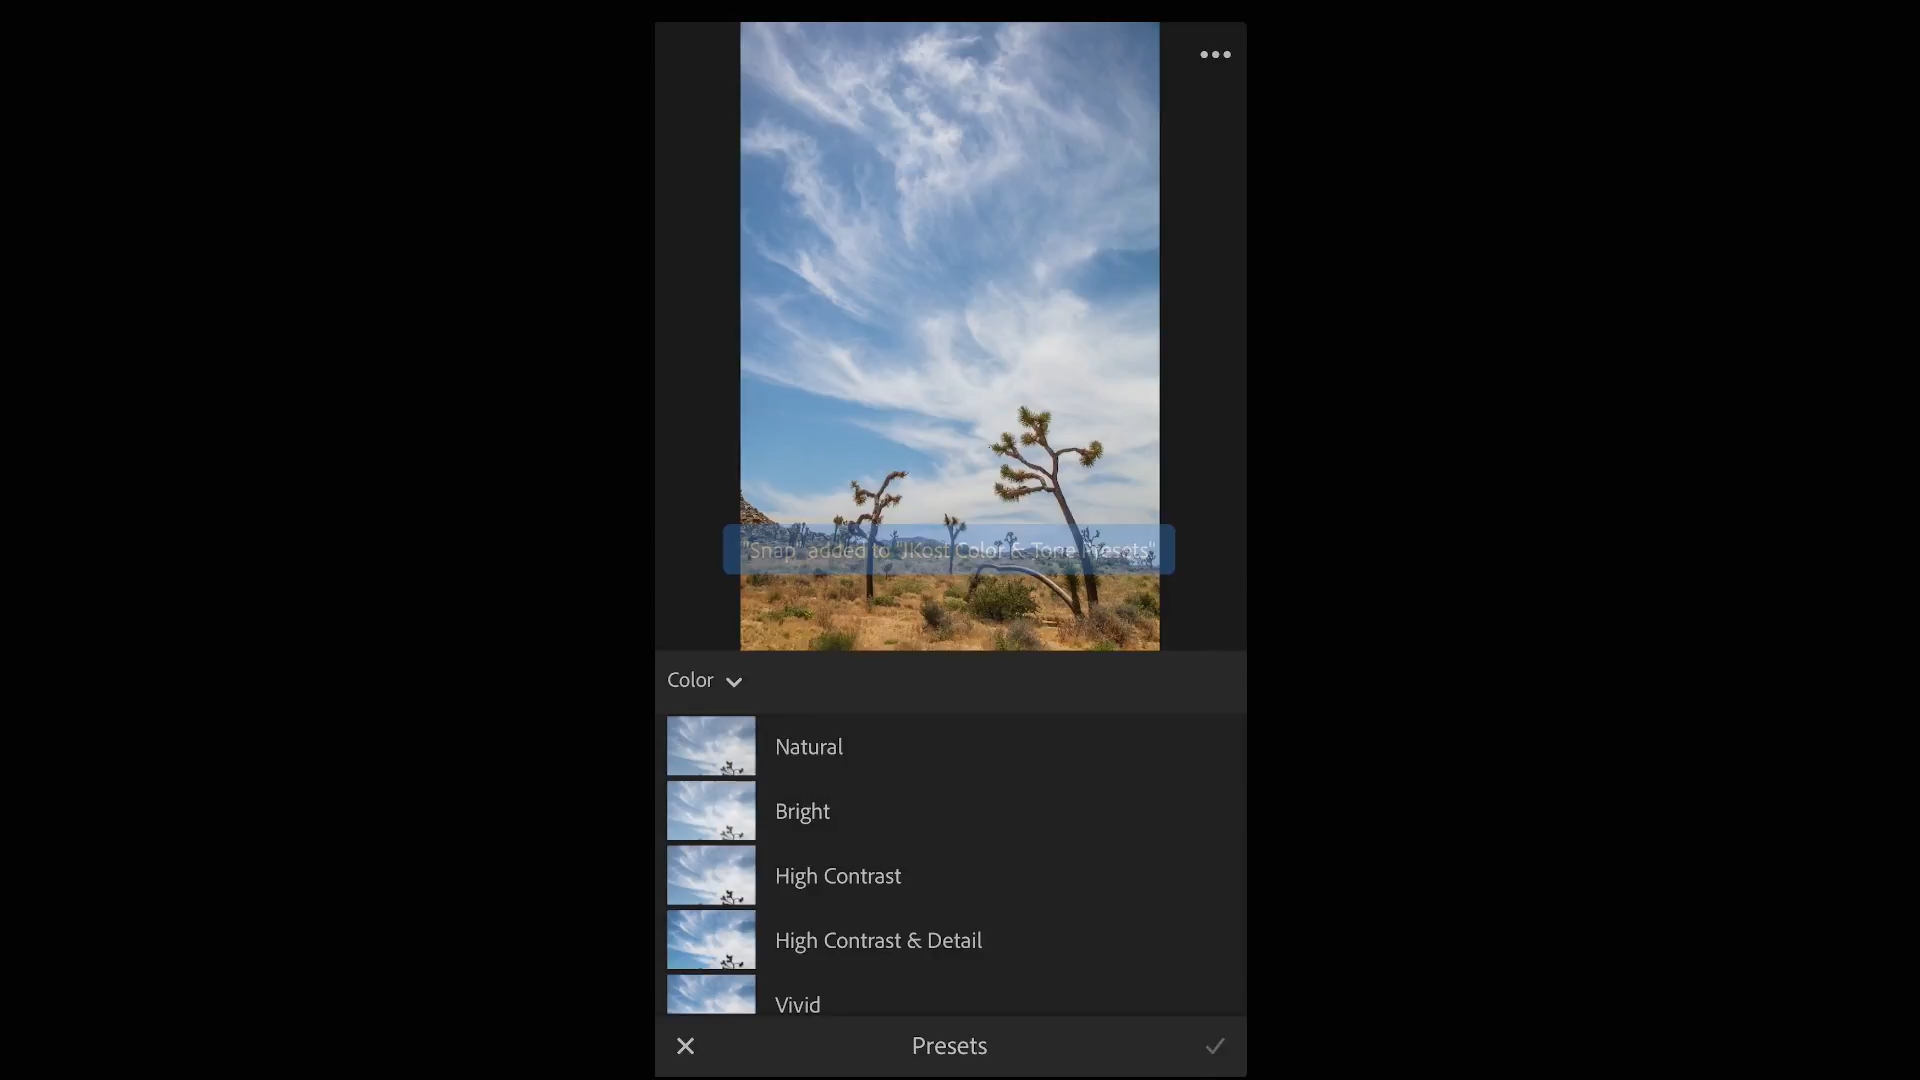 "Snap" added to "JKost Color & Tone Presets"
Color
Natural
Bright
High Contrast
High Contrast & Detail
Vivid
Presets